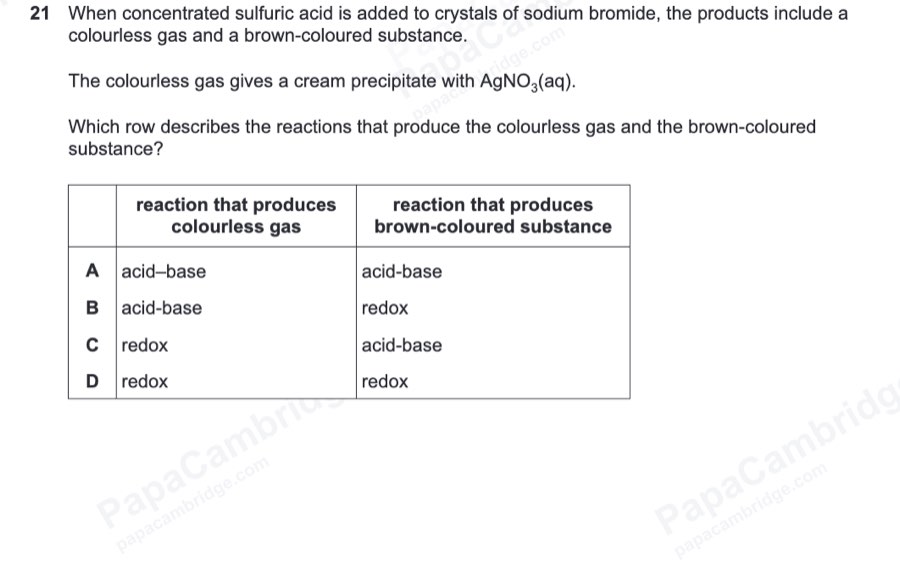 21 When concentrated sulfuric acid is added to crystals of sodium bromide, the products include a
colourless gas and a brown-coloured substance.
The colourless gas gives a cream precipitate with AgNO₃(aq).
Which row describes the reactions that produce the colourless gas and the brown-coloured
substance?
reaction that produces colourless gas | reaction that produces brown-coloured substance
A acid–base | acid-base
B acid-base | redox
C redox | acid-base
D redox | redox
PapaCambridge
papacambridge.com
PapaCambridg
papacambridge.com